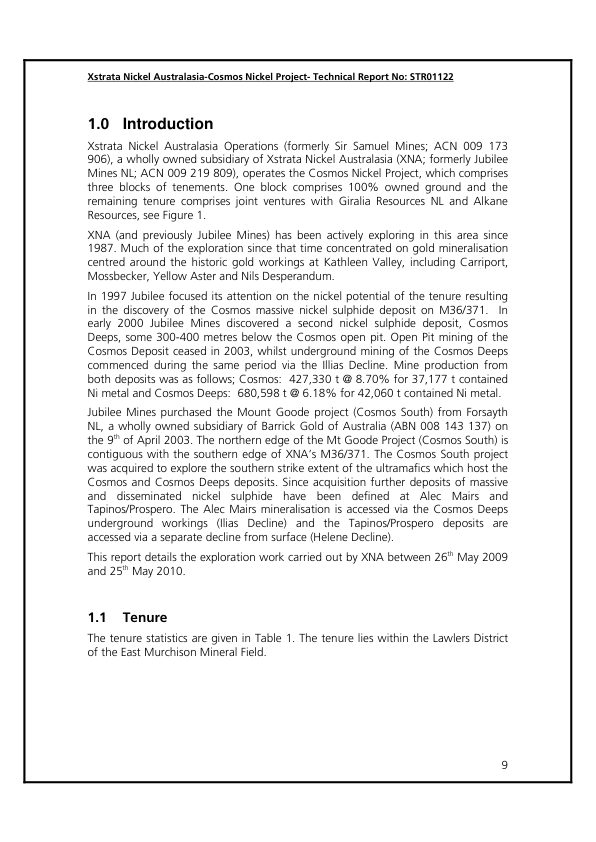 Xstrata Nickel Australasia-Cosmos Nickel Project- Technical Report No: STR01122
1.0 Introduction
Xstrata Nickel Australasia Operations (formerly Sir Samuel Mines; ACN 009 173
906), a wholly owned subsidiary of Xstrata Nickel Australasia (XNA; formerly Jubilee
Mines NL; ACN 009 219 809), operates the Cosmos Nickel Project, which comprises
three blocks of tenements. One block comprises 100% owned ground and the
remaining tenure comprises joint ventures with Giralia Resources NL and Alkane
Resources, see Figure 1.
XNA (and previously Jubilee Mines) has been actively exploring in this area since
1987. Much of the exploration since that time concentrated on gold mineralisation
centred around the historic gold workings at Kathleen Valley, including Carriport,
Mossbecker, Yellow Aster and Nils Desperandum.
In 1997 Jubilee focused its attention on the nickel potential of the tenure resulting
in the discovery of the Cosmos massive nickel sulphide deposit on M36/371. In
early 2000 Jubilee Mines discovered a second nickel sulphide deposit, Cosmos
Deeps, some 300-400 metres below the Cosmos open pit. Open Pit mining of the
Cosmos Deposit ceased in 2003, whilst underground mining of the Cosmos Deeps
commenced during the same period via the Illias Decline. Mine production from
both deposits was as follows; Cosmos: 427,330 t @ 8.70% for 37,177 t contained
Ni metal and Cosmos Deeps: 680,598 t @ 6.18% for 42,060 t contained Ni metal.
Jubilee Mines purchased the Mount Goode project (Cosmos South) from Forsayth
NL, a wholly owned subsidiary of Barrick Gold of Australia (ABN 008 143 137) on
the 9th of April 2003. The northern edge of the Mt Goode Project (Cosmos South) is
contiguous with the southern edge of XNA's M36/371. The Cosmos South project
was acquired to explore the southern strike extent of the ultramafics which host the
Cosmos and Cosmos Deeps deposits. Since acquisition further deposits of massive
and disseminated nickel sulphide have been defined at Alec Mairs and
Tapinos/Prospero. The Alec Mairs mineralisation is accessed via the Cosmos Deeps
underground workings (Ilias Decline) and the Tapinos/Prospero deposits are
accessed via a separate decline from surface (Helene Decline).
This report details the exploration work carried out by XNA between 26th May 2009
and 25th May 2010.
1.1 Tenure
The tenure statistics are given in Table 1. The tenure lies within the Lawlers District
of the East Murchison Mineral Field.
9